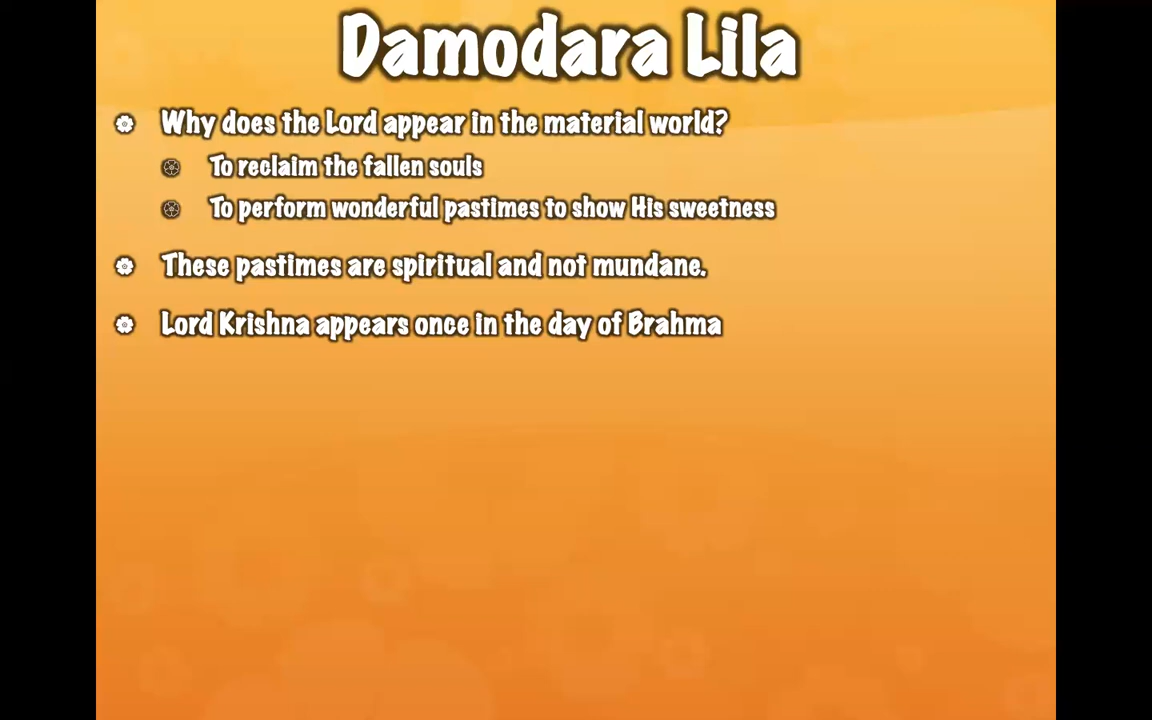 Damodara Lila
Why does the Lord appear in the material world?
To reclaim the fallen souls
To perform wonderful pastimes to show His sweetness
These pastimes are spiritual and not mundane.
Lord Krishna appears once in the day of Brahma